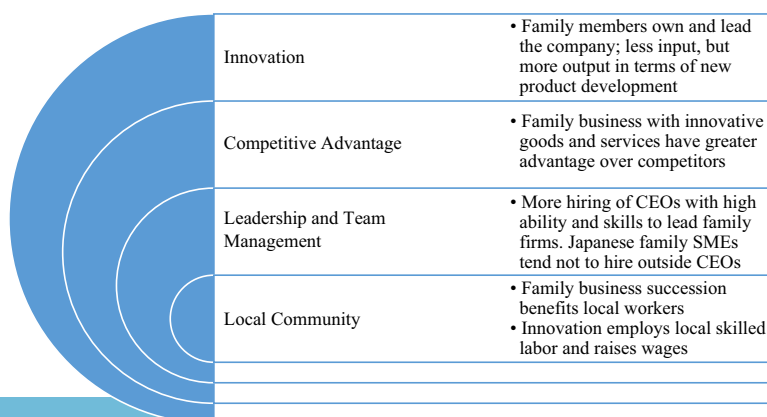 Innovation
• Family members own and lead
the company; less input, but
more output in terms of new
product development
Competitive Advantage
• Family business with innovative
goods and services have greater
advantage over competitors
Leadership and Team
Management
• More hiring of CEOs with high
ability and skills to lead family
firms. Japanese family SMEs
tend not to hire outside CEOs
Local Community
• Family business succession
benefits local workers
• Innovation employs local skilled
labor and raises wages